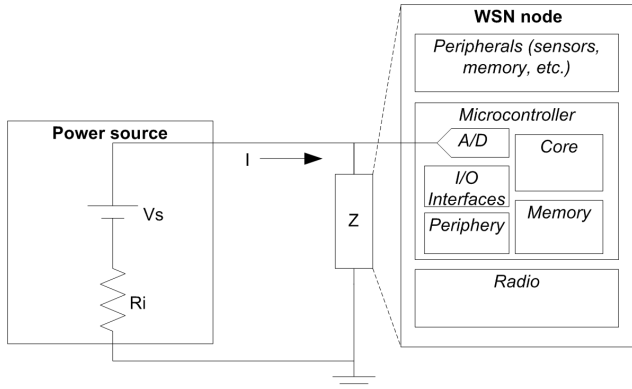 WSN node
Peripherals (sensors,
memory, etc.)
Microcontroller
A/D
Core
I/O
Interfaces
Periphery
Memory
Radio
Power source
I
Vs
Ri
Z